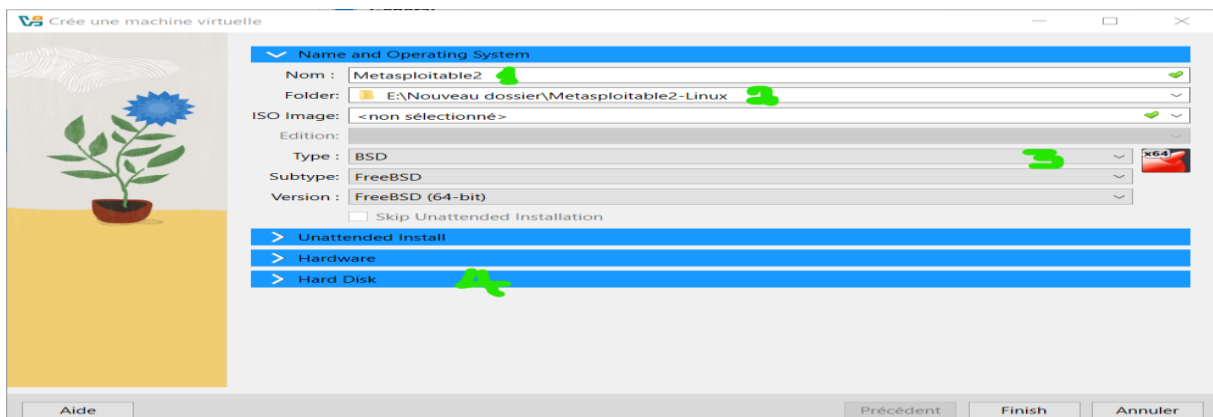 Crée une machine virtuelle
Name and Operating System
Nom : Metasploitable2 1
Folder: E:\Nouveau dossier\Metasploitable2-Linux 2
ISO Image: <non sélectionné>
Edition:
Type : BSD 3 x64
Subtype: FreeBSD
Version : FreeBSD (64-bit)
Skip Unattended Installation
Unattended Install
Hardware
Hard Disk 4
Aide Précédent Finish Annuler